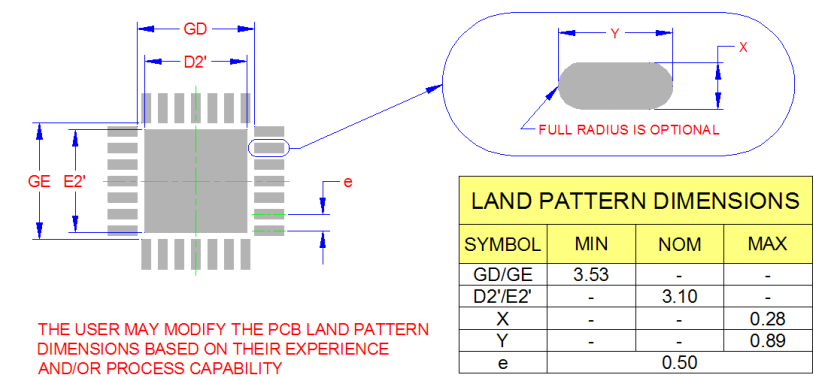 GD
D2'
GE
E2'
e
Y
X
FULL RADIUS IS OPTIONAL
LAND PATTERN DIMENSIONS
SYMBOL MIN NOM MAX
GD/GE 3.53 - -
D2'/E2' - 3.10 -
X - - 0.28
Y - - 0.89
e 0.50
THE USER MAY MODIFY THE PCB LAND PATTERN
DIMENSIONS BASED ON THEIR EXPERIENCE
AND/OR PROCESS CAPABILITY